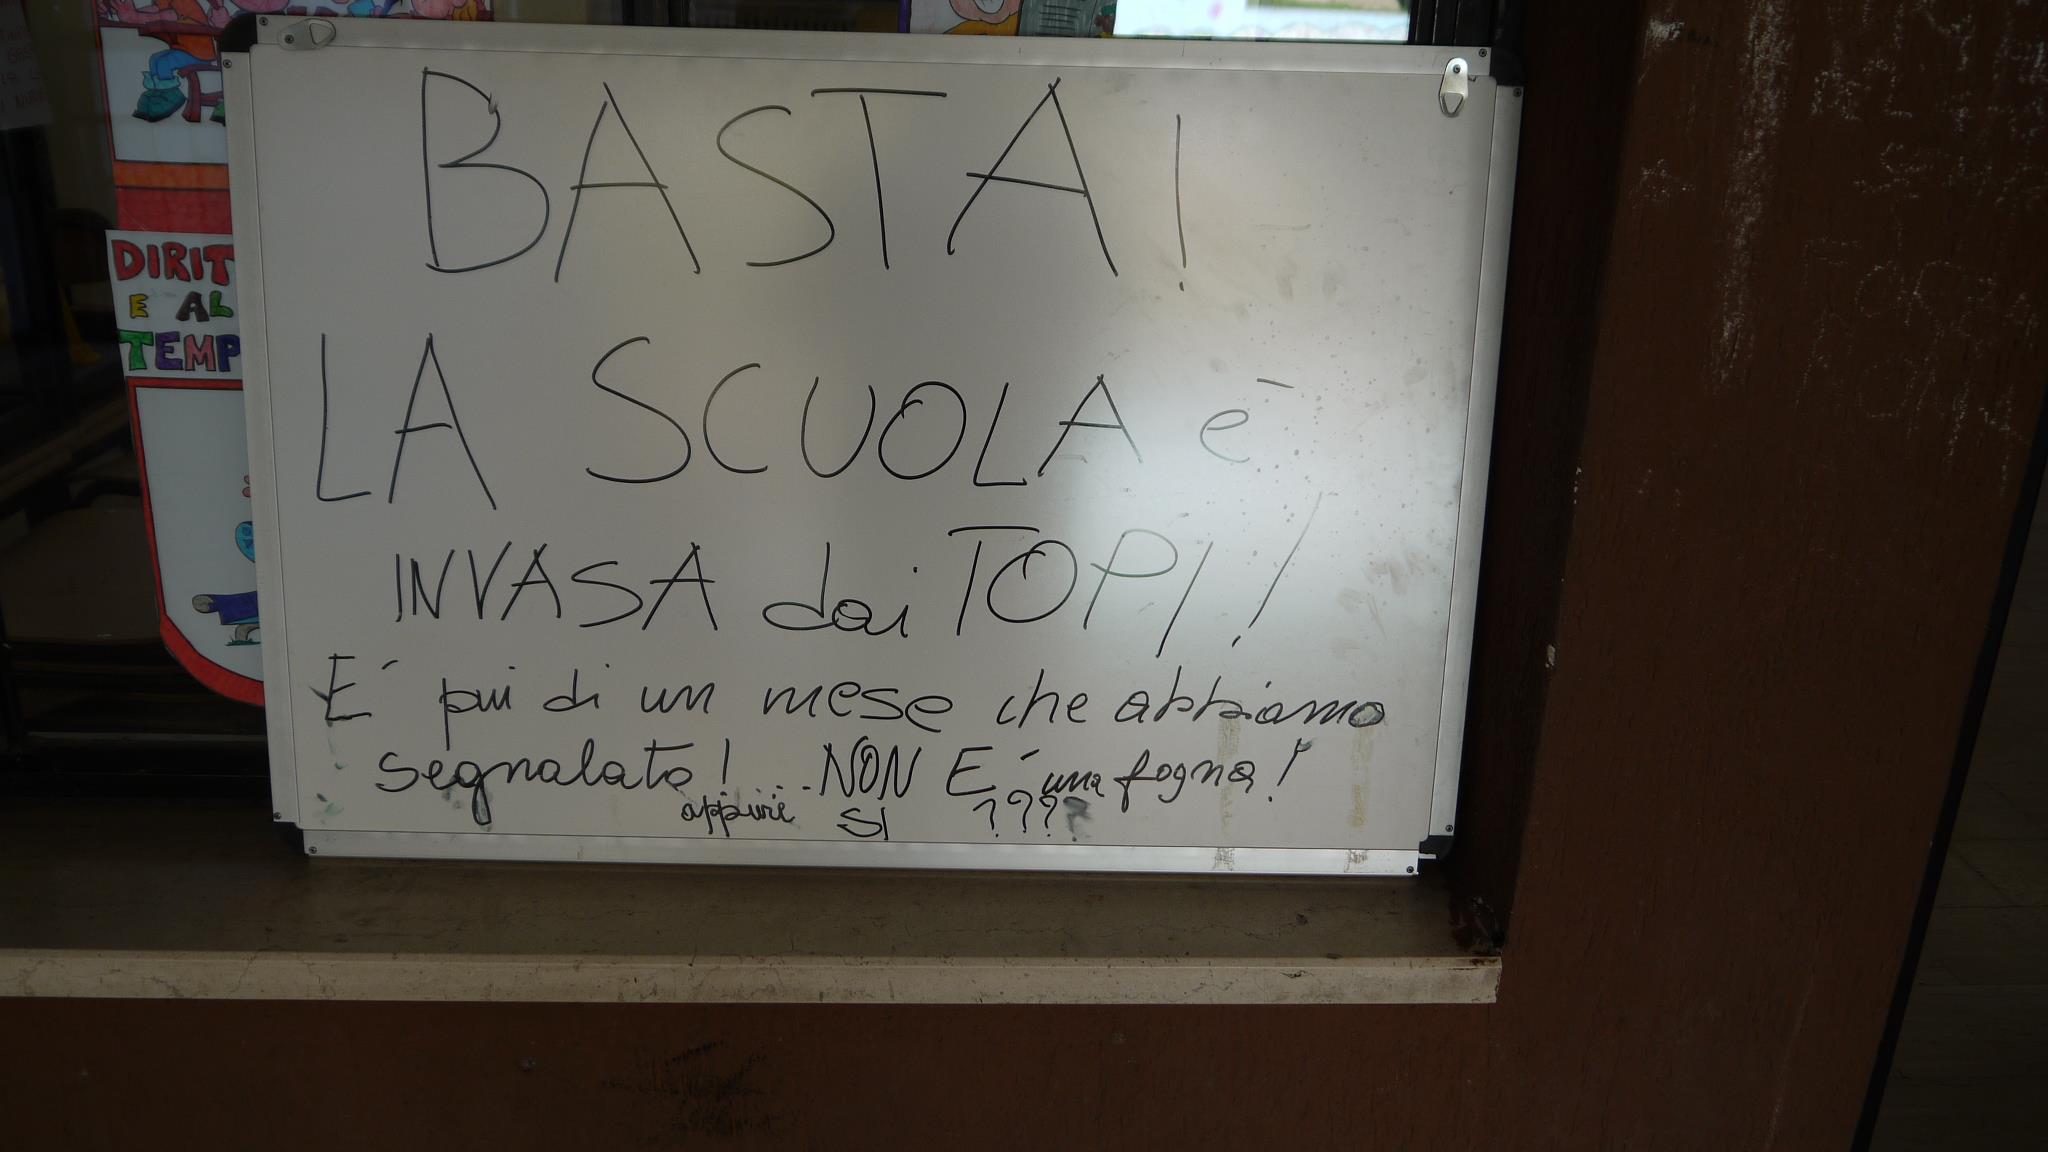 BASTA!
LA SCUOLA è
INVASA dai TOPI!
E' piu di un mese che abbiamo
segnalato!... NON E' una fogna!
oppure SI ????
DIRIT
E AL
TEMP